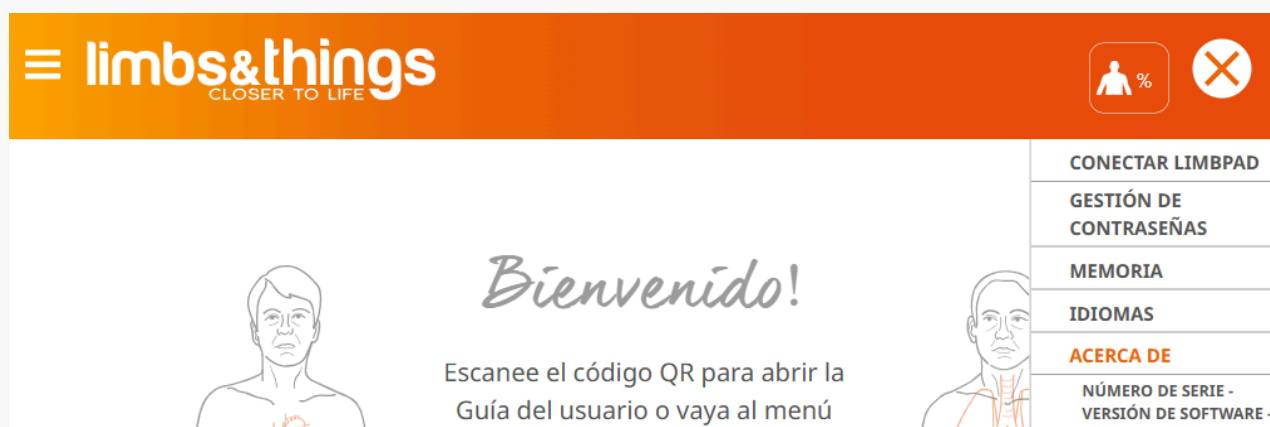 limbs&things
CLOSER TO LIFE
%
CONECTAR LIMBPAD
GESTIÓN DE
CONTRASEÑAS
MEMORIA
IDIOMAS
ACERCA DE
NÚMERO DE SERIE -
VERSIÓN DE SOFTWARE -
Bienvenido!
Escanee el código QR para abrir la
Guía del usuario o vaya al menú